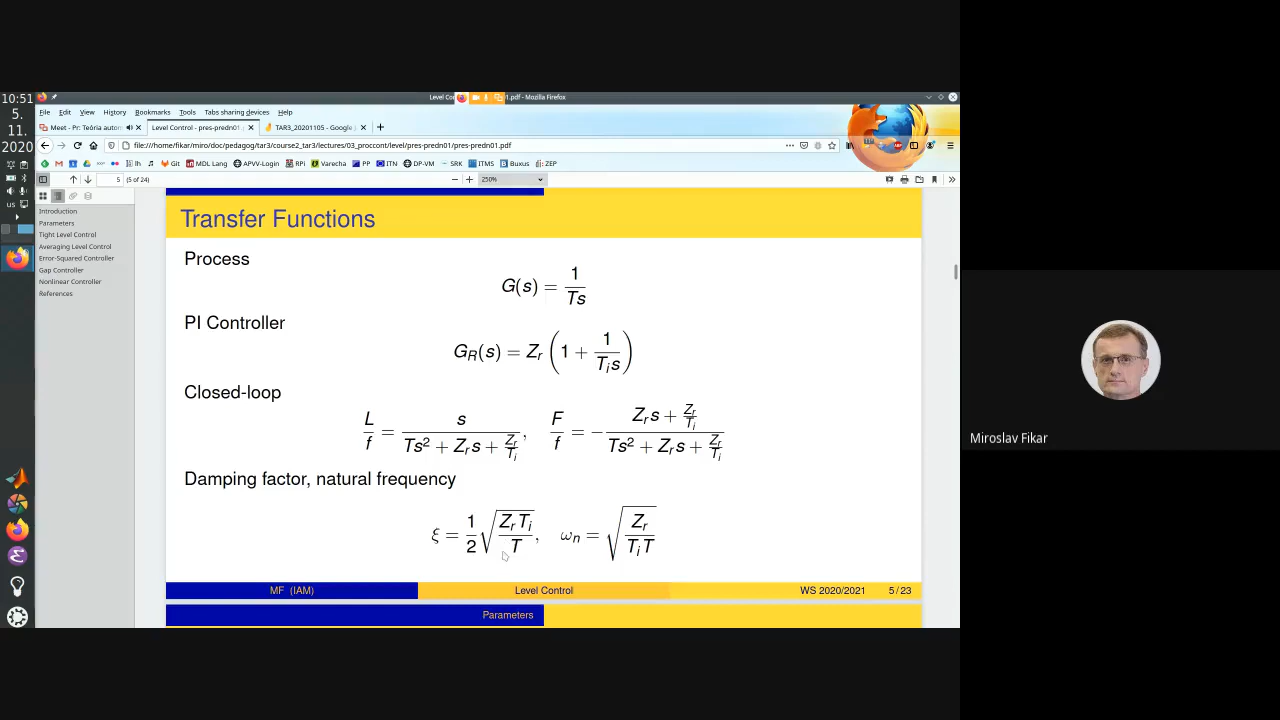 10:51
5.
11.
2020
us
Level Con 1.pdf - Mozilla Firefox
File Edit View History Bookmarks Tools Tabs sharing devices Help
Meet - Pr: Teória autom Level Control - pres-predn01.p TAR3_20201105 - Google J
file:///home/fikar/miro/doc/pedagog/tar3/course2_tar3/lectures/03_proccont/level/pres-predn01/pres-predn01.pdf
lh Git MDL Lang APVV-Login RPi Varecha PP ITN DP-VM SRK ITMS Buxus ZEP
5 (5 of 24) 250%
Introduction
Parameters
Tight Level Control
Averaging Level Control
Error-Squared Controller
Gap Controller
Nonlinear Controller
References
Transfer Functions
Process
G(s) = 1/Ts
PI Controller
G_R(s) = Z_r (1 + 1/T_i s)
Closed-loop
L/f = s/(Ts² + Z_r s + Z_r/T_i), F/f = −(Z_r s + Z_r/T_i)/(Ts² + Z_r s + Z_r/T_i)
Damping factor, natural frequency
ξ = 1/2 √(Z_r T_i/T), ω_n = √(Z_r/T_i T)
MF (IAM) Level Control WS 2020/2021 5 / 23
Parameters
Miroslav Fikar